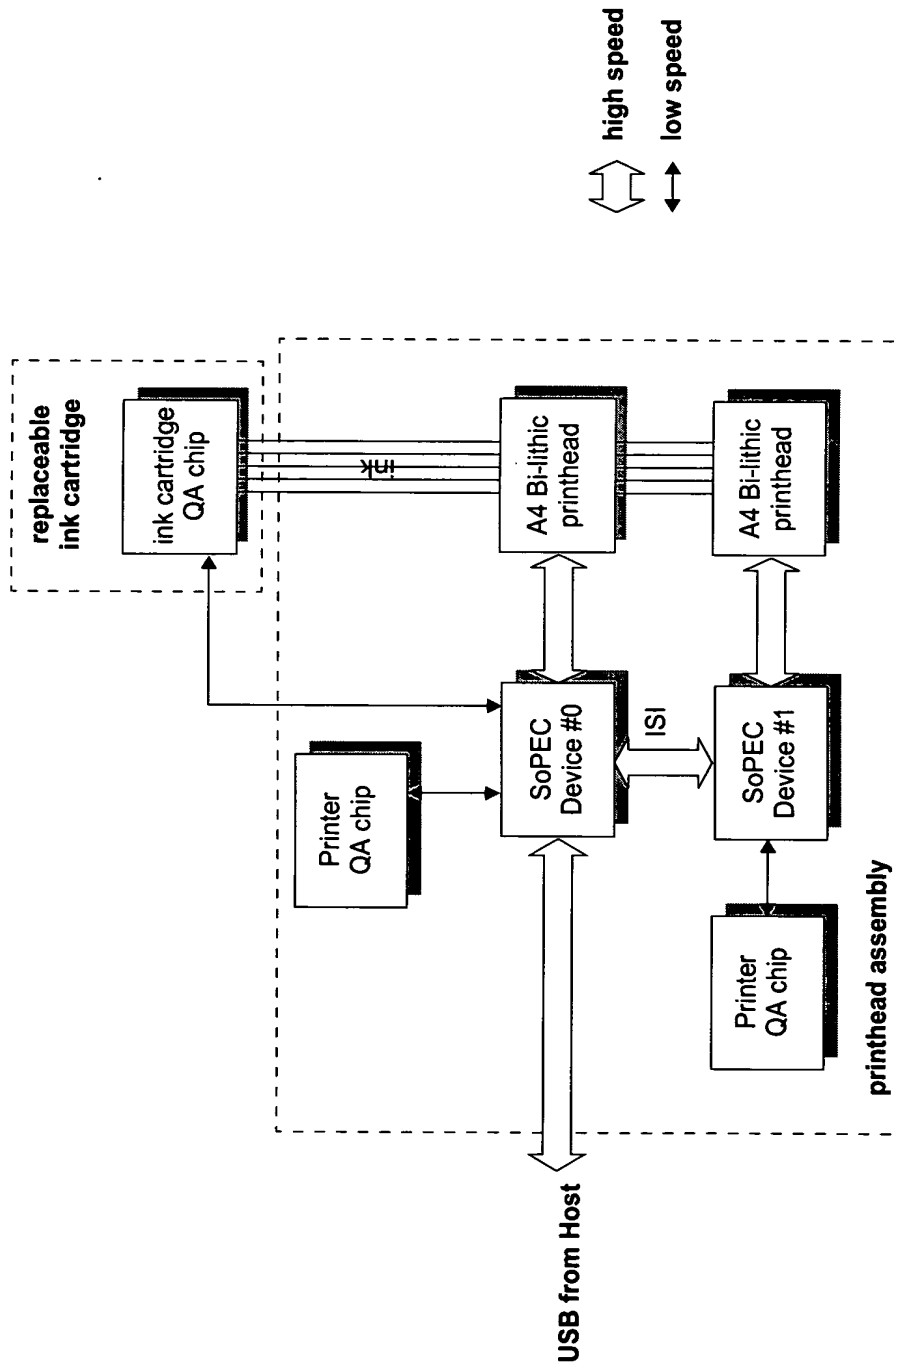 replaceable
ink cartridge
ink cartridge
QA chip
ink
Printer
QA chip
SoPEC
Device #0
A4 Bi-lithic
printhead
ISI
Printer
QA chip
SoPEC
Device #1
A4 Bi-lithic
printhead
USB from Host
printhead assembly
high speed
low speed